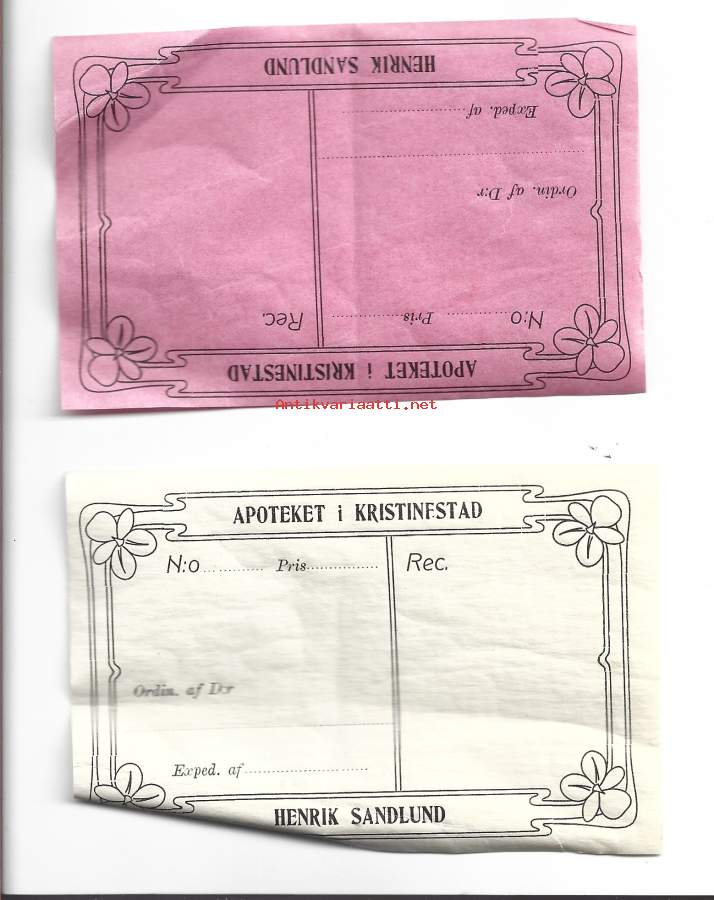 APOTEKET i KRISTINESTAD
N:o ............ Pris................ Rec.
Ordin. af D:r
Exped. af
HENRIK SANDLUND
Antikvariaatti.net
APOTEKET i KRISTINESTAD
N:o ............ Pris................ Rec.
Ordin. af D:r
Exped. af
HENRIK SANDLUND